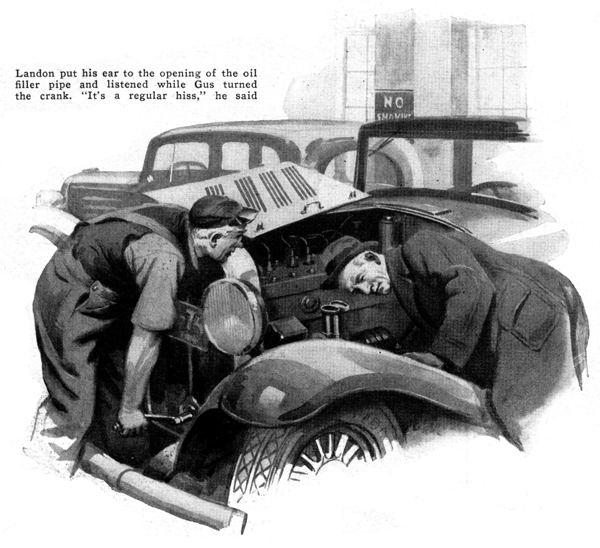 Landon put his ear to the opening of the oil
filler pipe and listened while Gus turned
the crank. "It's a regular hiss," he said
NO
SMOKING